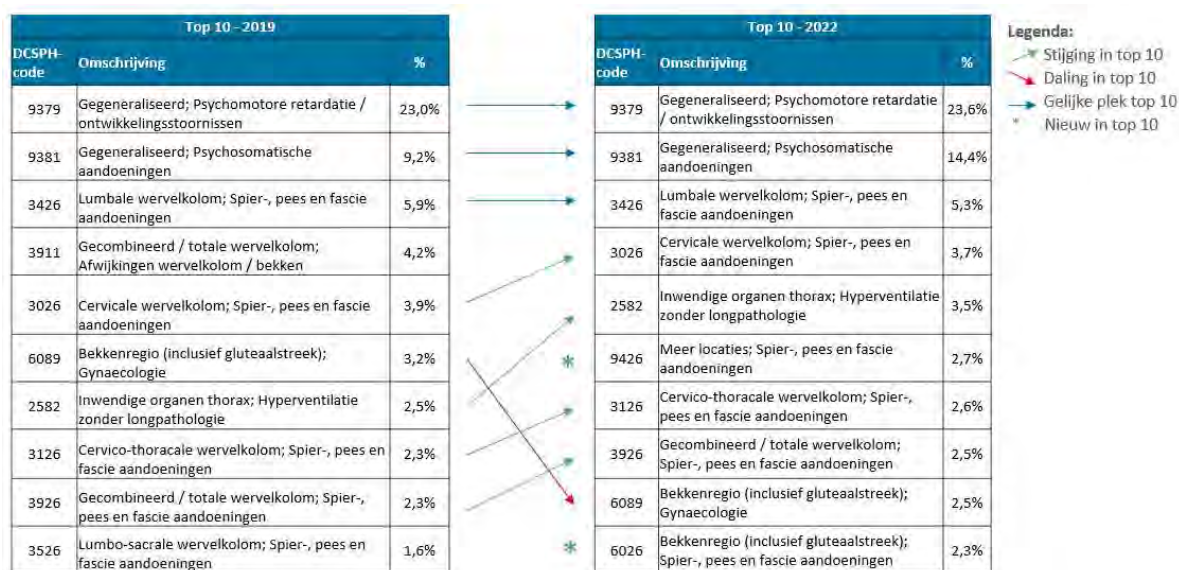 Top 10 - 2019
DCSPH-
code
Omschrijving
%
9379
Gegeneraliseerd; Psychomotore retardatie /
ontwikkelingsstoornissen
23,0%
9381
Gegeneraliseerd; Psychosomatische
aandoeningen
9,2%
3426
Lumbale wervelkolom; Spier-, pees en fascie
aandoeningen
5,9%
3911
Gecombineerd / totale wervelkolom;
Afwijkingen wervelkolom / bekken
4,2%
3026
Cervicale wervelkolom; Spier-, pees en fascie
aandoeningen
3,9%
6089
Bekkenregio (inclusief gluteaalstreek);
Gynaecologie
3,2%
2582
Inwendige organen thorax; Hyperventilatie
zonder longpathologie
2,5%
3126
Cervico-thoracale wervelkolom; Spier-, pees en
fascie aandoeningen
2,3%
3926
Gecombineerd / totale wervelkolom; Spier-,
pees en fascie aandoeningen
2,3%
3526
Lumbo-sacrale wervelkolom; Spier-, pees en
fascie aandoeningen
1,6%
*
*
Top 10 - 2022
DCSPH-
code
Omschrijving
%
9379
Gegeneraliseerd; Psychomotore retardatie
/ ontwikkelingsstoornissen
23,6%
9381
Gegeneraliseerd; Psychosomatische
aandoeningen
14,4%
3426
Lumbale wervelkolom; Spier-, pees en
fascie aandoeningen
5,3%
3026
Cervicale wervelkolom; Spier-, pees en
fascie aandoeningen
3,7%
2582
Inwendige organen thorax; Hyperventilatie
zonder longpathologie
3,5%
9426
Meer locaties; Spier-, pees en fascie
aandoeningen
2,7%
3126
Cervico-thoracale wervelkolom; Spier-,
pees en fascie aandoeningen
2,6%
3926
Gecombineerd / totale wervelkolom;
Spier-, pees en fascie aandoeningen
2,5%
6089
Bekkenregio (inclusief gluteaalstreek);
Gynaecologie
2,5%
6026
Bekkenregio (inclusief gluteaalstreek);
Spier-, pees en fascie aandoeningen
2,3%
Legenda:
Stijging in top 10
Daling in top 10
Gelijke plek top 10
* Nieuw in top 10